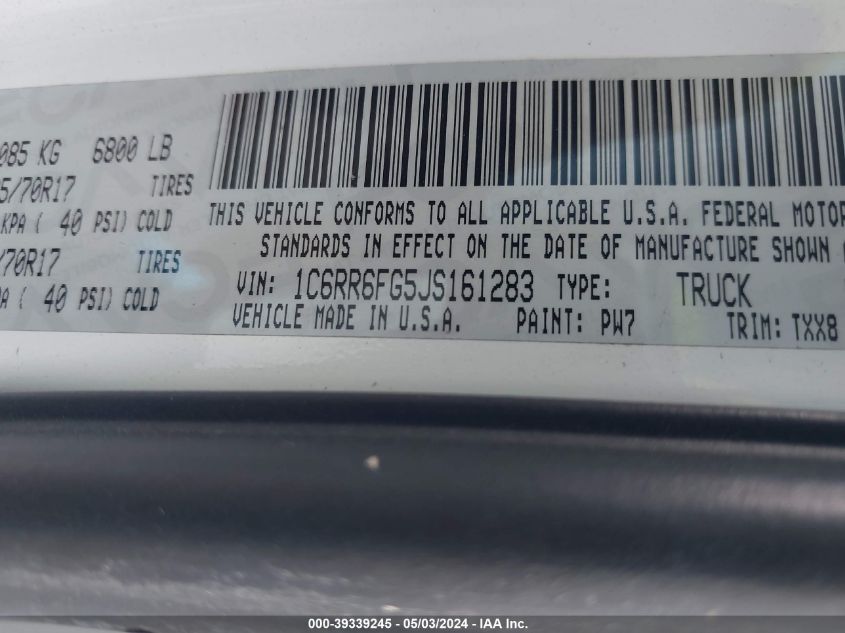 085 KG 6800 LB
5/70R17 TIRES
KPA ( 40 PSI) COLD
/70R17 TIRES
PA ( 40 PSI) COLD
THIS VEHICLE CONFORMS TO ALL APPLICABLE U.S.A. FEDERAL MOTOR
STANDARDS IN EFFECT ON THE DATE OF MANUFACTURE SHOWN
VIN: 1C6RR6FG5JS161283 TYPE: TRUCK
VEHICLE MADE IN U.S.A. PAINT: PW7 TRIM: TXX8
000-39339245 - 05/03/2024 - IAA Inc.